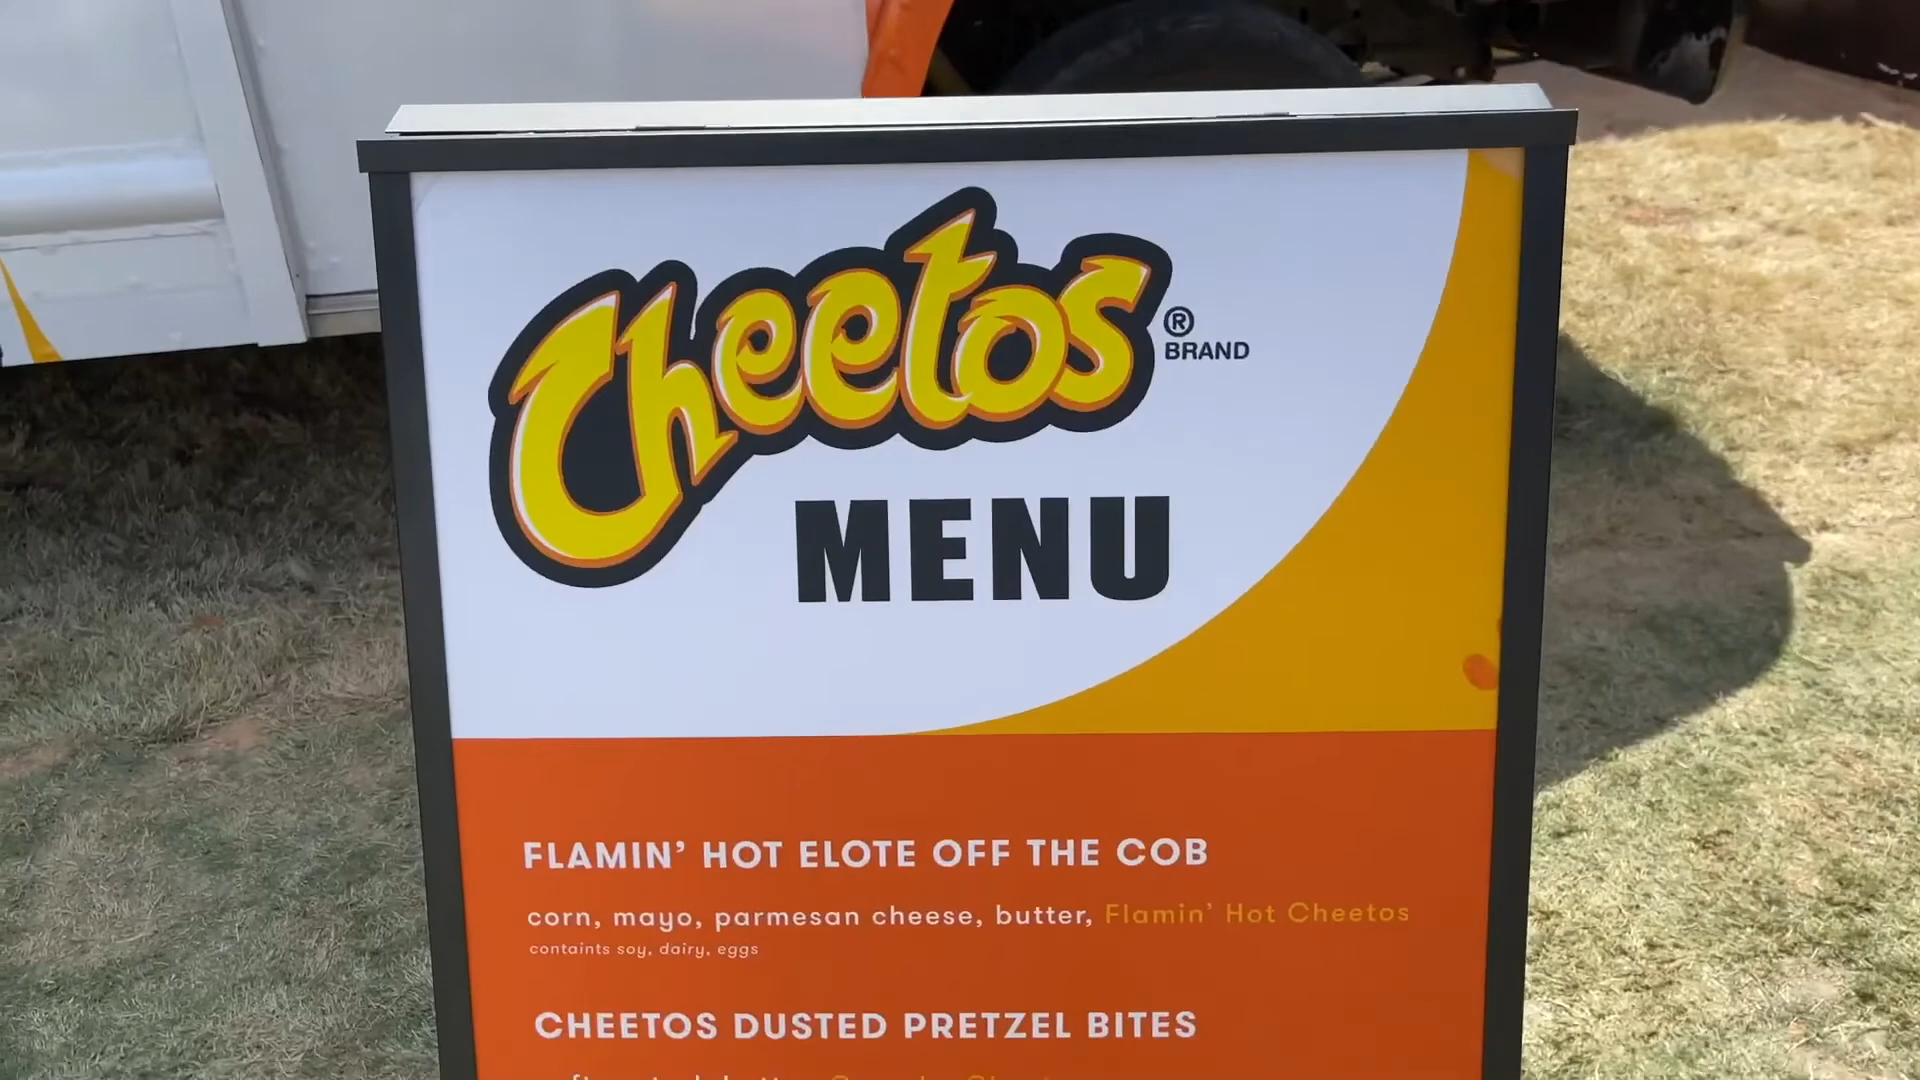 Cheetos
®
BRAND
MENU
FLAMIN' HOT ELOTE OFF THE COB
corn, mayo, parmesan cheese, butter, Flamin' Hot Cheetos
containts soy, dairy, eggs
CHEETOS DUSTED PRETZEL BITES